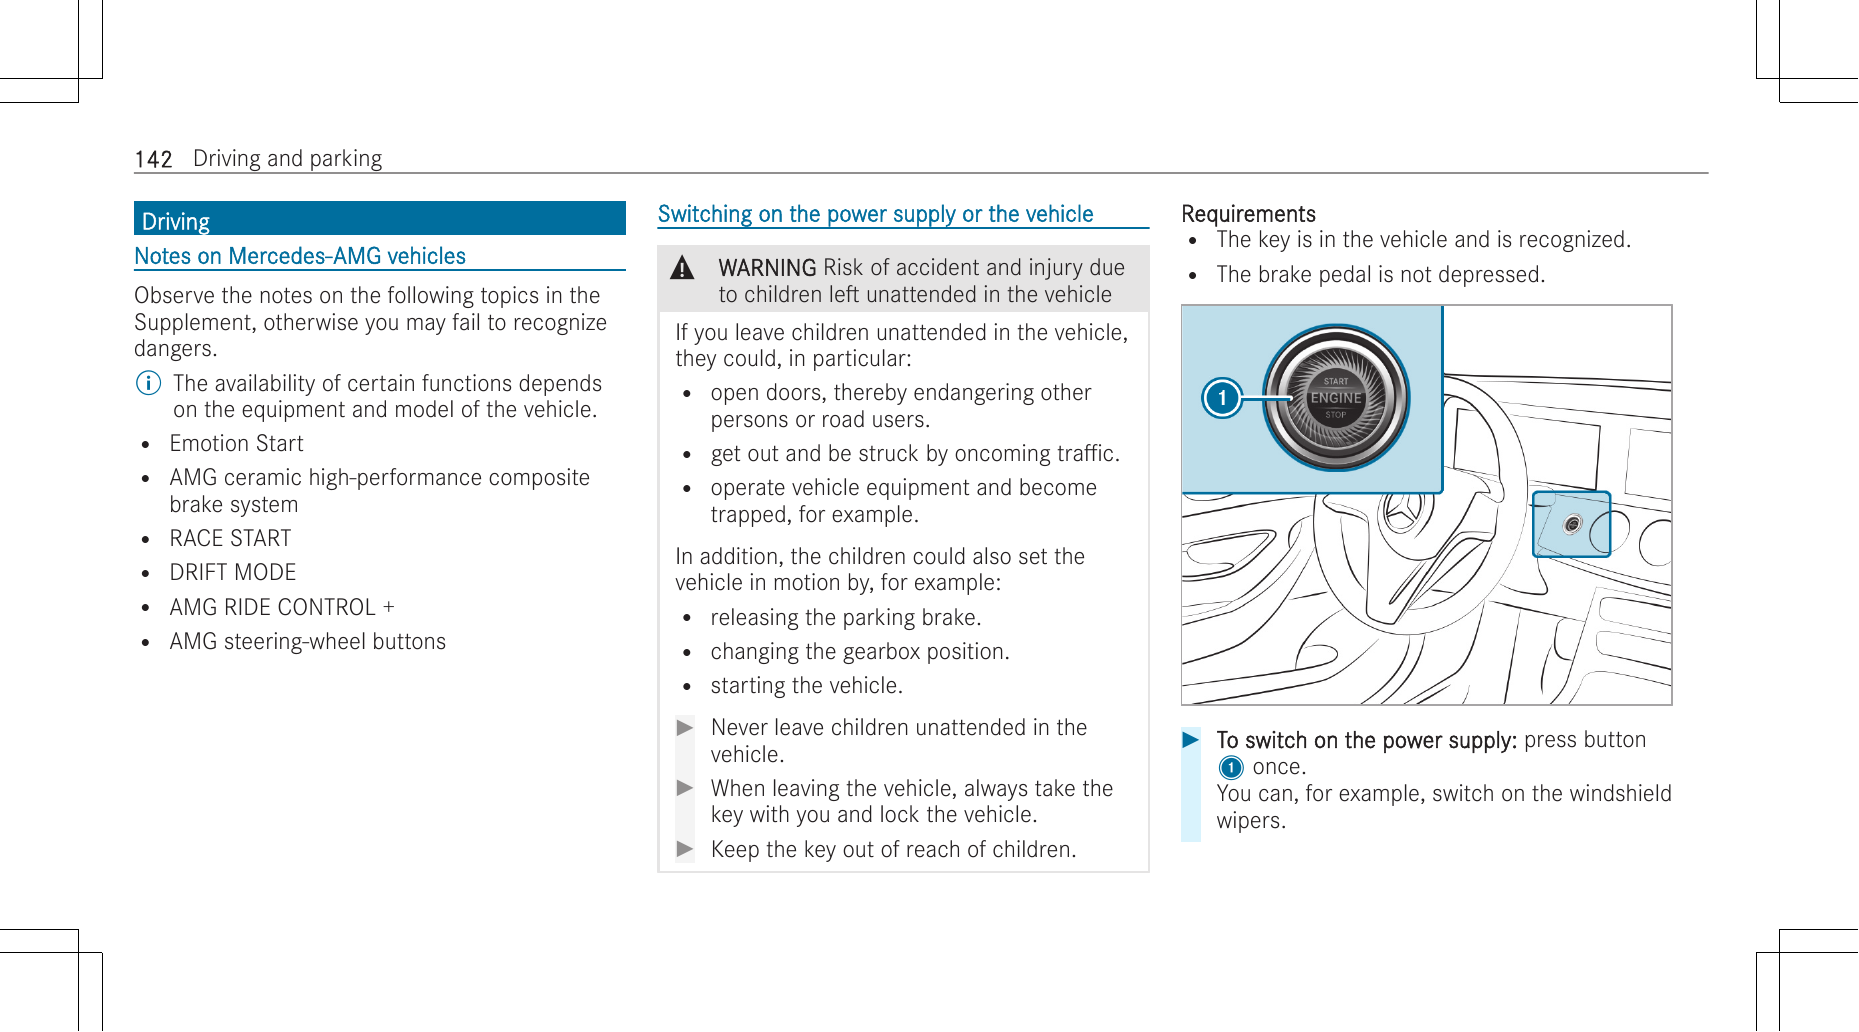 142 Driving and parking
Driving
Notes on Mercedes-AMG vehicles
Observe the notes on the following topics in the
Supplement, otherwise you may fail to recognize
dangers.
i The availability of certain functions depends
on the equipment and model of the vehicle.
• Emotion Start
• AMG ceramic high-performance composite
brake system
• RACE START
• DRIFT MODE
• AMG RIDE CONTROL +
• AMG steering-wheel buttons
Switching on the power supply or the vehicle
WARNING Risk of accident and injury due
to children left unattended in the vehicle
If you leave children unattended in the vehicle,
they could, in particular:
• open doors, thereby endangering other
persons or road users.
• get out and be struck by oncoming traffic.
• operate vehicle equipment and become
trapped, for example.
In addition, the children could also set the
vehicle in motion by, for example:
• releasing the parking brake.
• changing the gearbox position.
• starting the vehicle.
▶ Never leave children unattended in the
vehicle.
▶ When leaving the vehicle, always take the
key with you and lock the vehicle.
▶ Keep the key out of reach of children.
Requirements
• The key is in the vehicle and is recognized.
• The brake pedal is not depressed.
START
1 ENGINE
STOP
▶ To switch on the power supply: press button
1 once.
You can, for example, switch on the windshield
wipers.